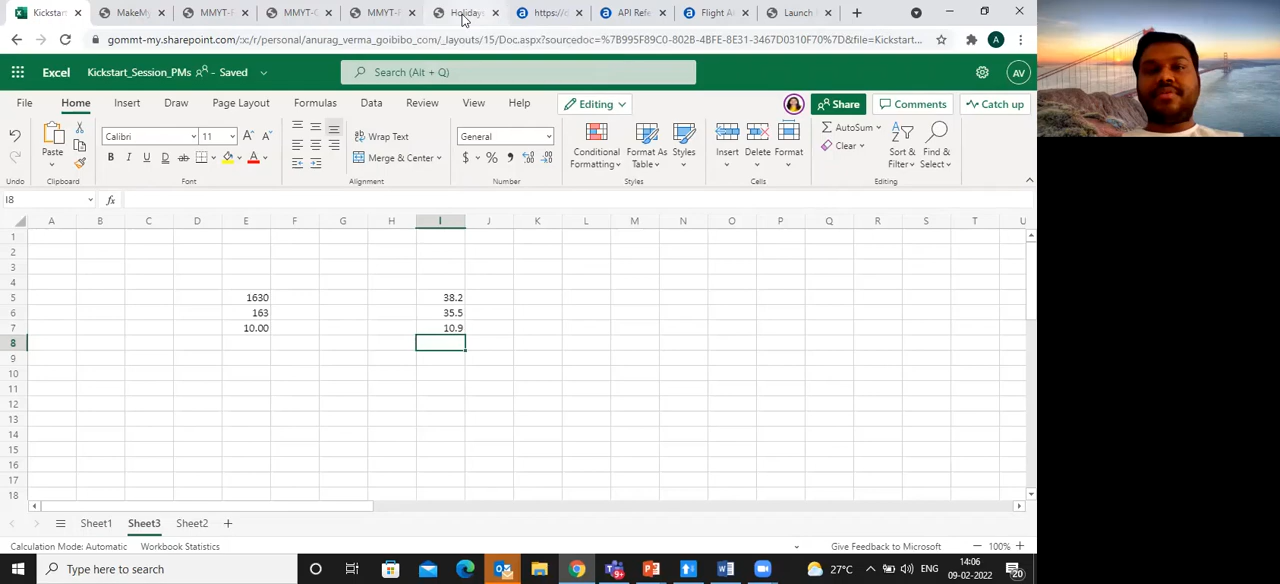 Kickstart
MakeMy
MMYT-F
MMYT-
MMYT-
Holidays
https://
API Refe
Flight A
Launch
gommt-my.sharepoint.com/:x:/r/personal/anurag_verma_goibibo_com/_layouts/15/Doc.aspx?sourcedoc=%7B995F89C0-802B-4BFE-8E31-3467D0310F70%7D&file=Kickstart...
A
Excel
Kickstart_Session_PMs - Saved
Search (Alt + Q)
AV
File Home Insert Draw Page Layout Formulas Data Review View Help
Editing
Share
Comments
Catch up
Paste
Calibri 11
Wrap Text
General
Conditional
Formatting
Format As
Table
Styles
Insert
Delete
Format
AutoSum
Clear
Sort &
Filter
Find &
Select
B I U D ab A
Merge & Center
$ % ,
Undo
Clipboard
Font
Alignment
Number
Styles
Cells
Editing
I8
fx
A B C D E F G H I J K L M N O P Q R S T U
1
2
3
4
5 1630 38.2
6 163 35.5
7 10.00 10.9
8
9
10
11
12
13
14
15
16
17
18
Sheet1 Sheet3 Sheet2
Calculation Mode: Automatic Workbook Statistics
Give Feedback to Microsoft
100%
Type here to search
27°C
ENG
14:06
09-02-2022
20